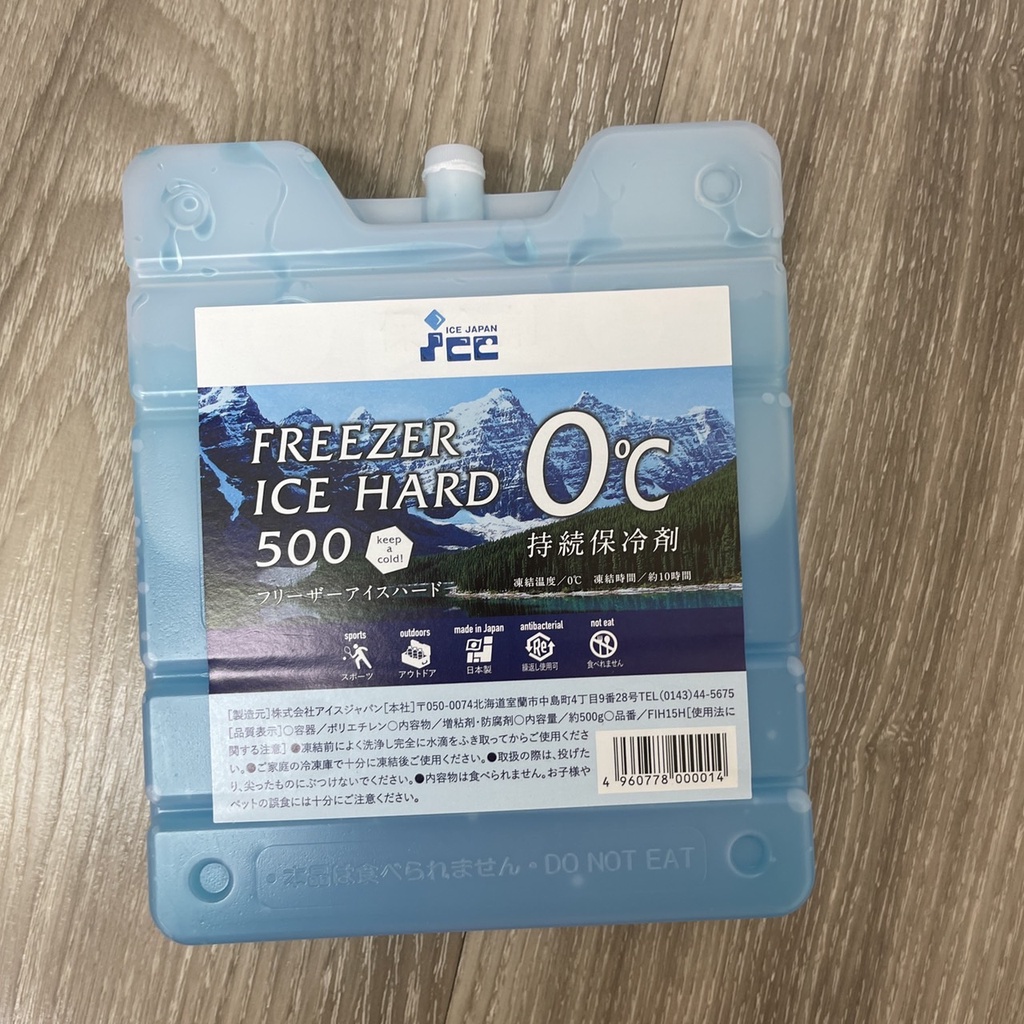 ICE JAPAN
ICC
FREEZER
ICE HARD
500
keep
a
cold!
フリーザーアイスハード
0℃
持続保冷剤
凍結温度／0℃ 凍結時間／約10時間
sports
スポーツ
outdoors
アウトドア
made in Japan
日本製
antibacterial
Re
繰返し使用可
not eat
食べれません
[製造元]株式会社アイスジャパン[本社]〒050-0074北海道室蘭市中島町4丁目9番28号TEL(0143)44-5675
[品質表示]○容器／ポリエチレン○内容物／増粘剤・防腐剤○内容量／約500g○品番／FIH15H[使用法に
関する注意]●凍結前によく洗浄し完全に水滴をふき取ってからご使用くださ
い。●ご家庭の冷凍庫で十分に凍結後ご使用ください。●取扱の際は、投げた
り、尖ったものにぶつけないでください。●内容物は食べられません。お子様や
ペットの誤食には十分にご注意ください。
4 960778 000014
・本品は食べられません・DO NOT EAT